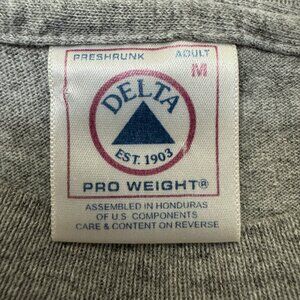 PRESHRUNK ADULT
M
DELTA
EST. 1903
PRO WEIGHT®
ASSEMBLED IN HONDURAS
OF U.S. COMPONENTS
CARE & CONTENT ON REVERSE